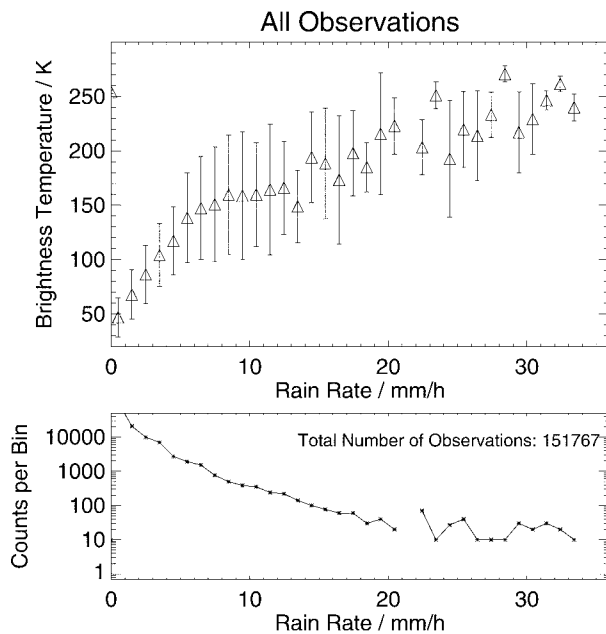 All Observations
Brightness Temperature / K
250
200
150
100
50
0 10 20 30
Rain Rate / mm/h
Counts per Bin
10000
1000
100
10
1
Total Number of Observations: 151767
0 10 20 30
Rain Rate / mm/h